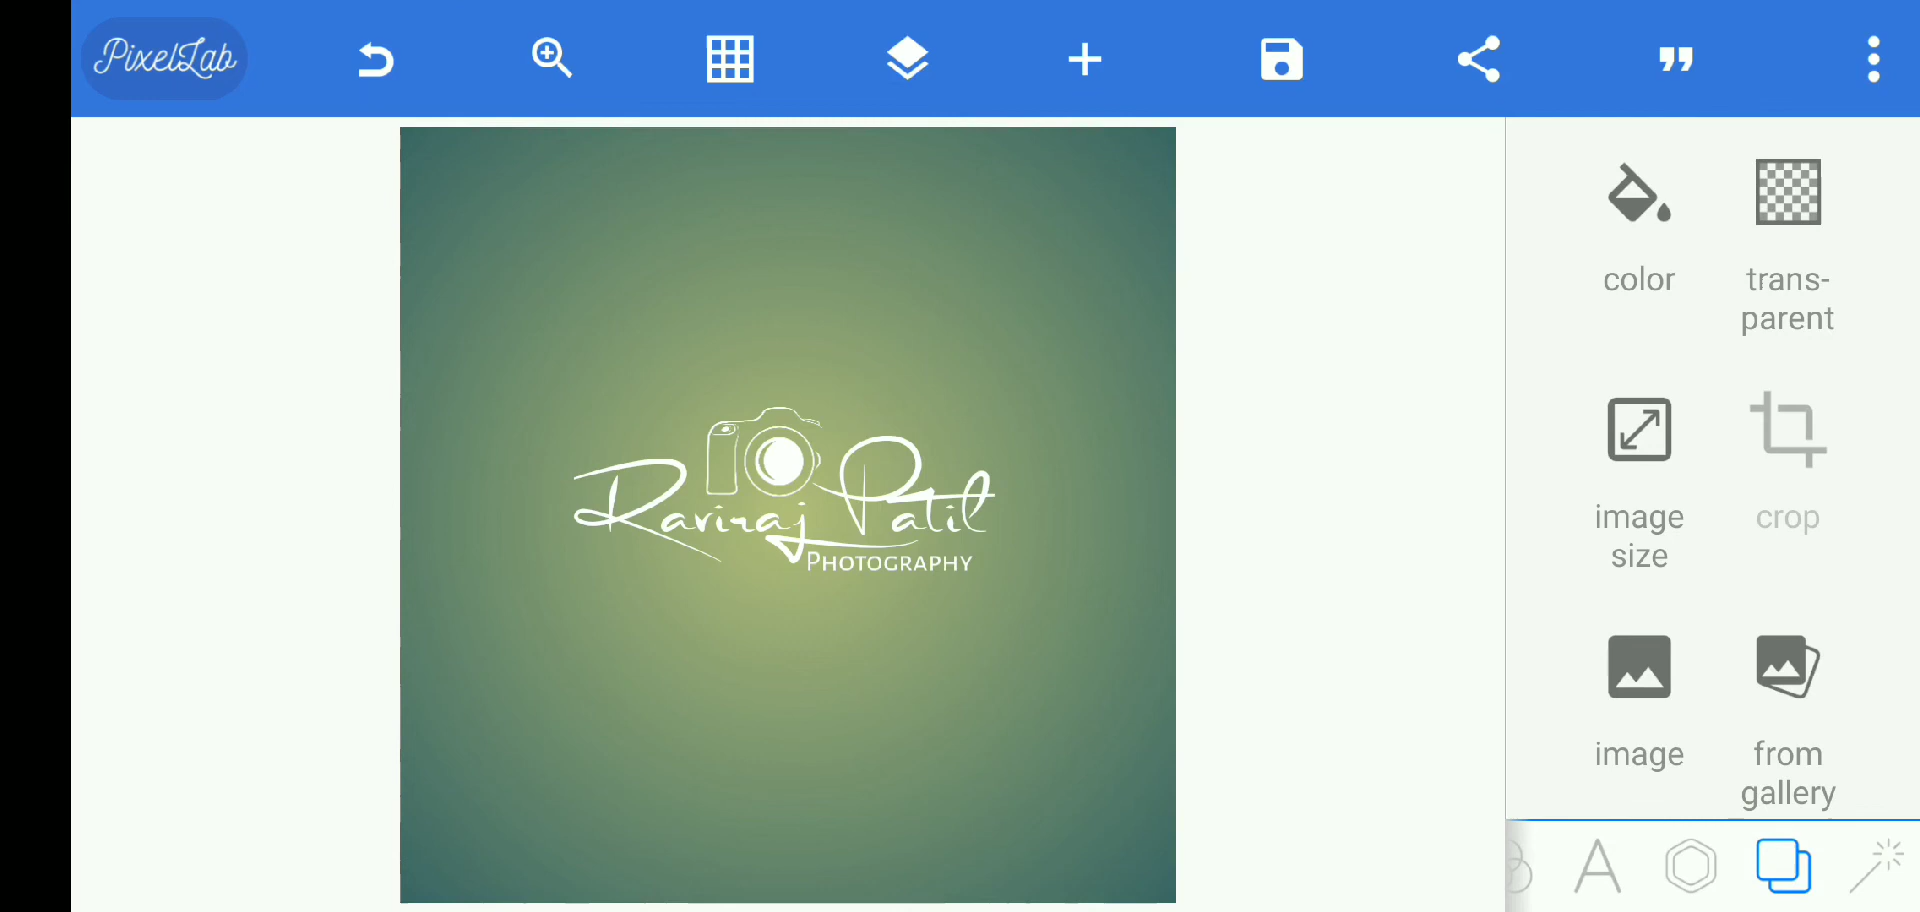 PixelLab
color
trans-
parent
image
size
crop
image
from
gallery
Raviraj Patil
PHOTOGRAPHY